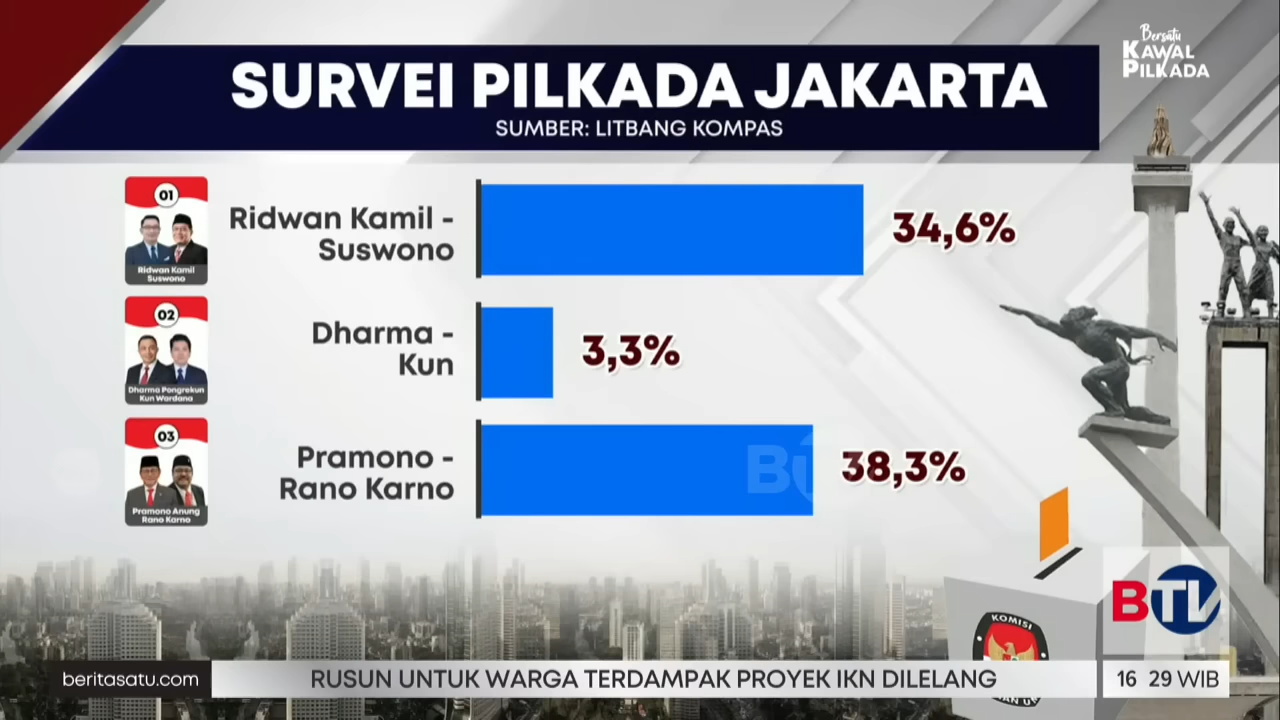 Bersatu
KAWAL
PILKADA
SURVEI PILKADA JAKARTA
SUMBER: LITBANG KOMPAS
01
Ridwan Kamil
Suswono
Ridwan Kamil -
Suswono
34,6%
02
Dharma Pongrekun
Kun Wardana
Dharma -
Kun
3,3%
03
Pramono Anung
Rano Karno
Pramono -
Rano Karno
38,3%
BTV
KOMISI
beritasatu.com
RUSUN UNTUK WARGA TERDAMPAK PROYEK IKN DILELANG
16 29 WIB